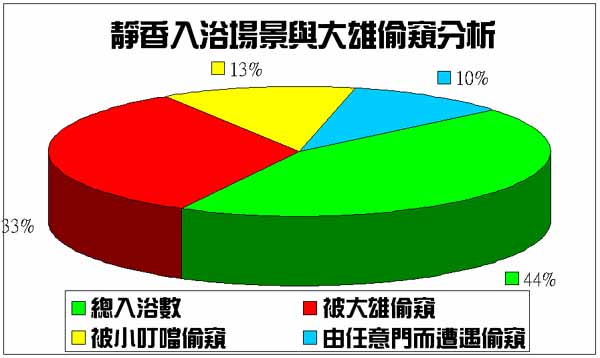 靜香入浴場景與大雄偷窺分析
13%
10%
33%
44%
總入浴數
被大雄偷窺
被小叮噹偷窺
由任意門而遭遇偷窺